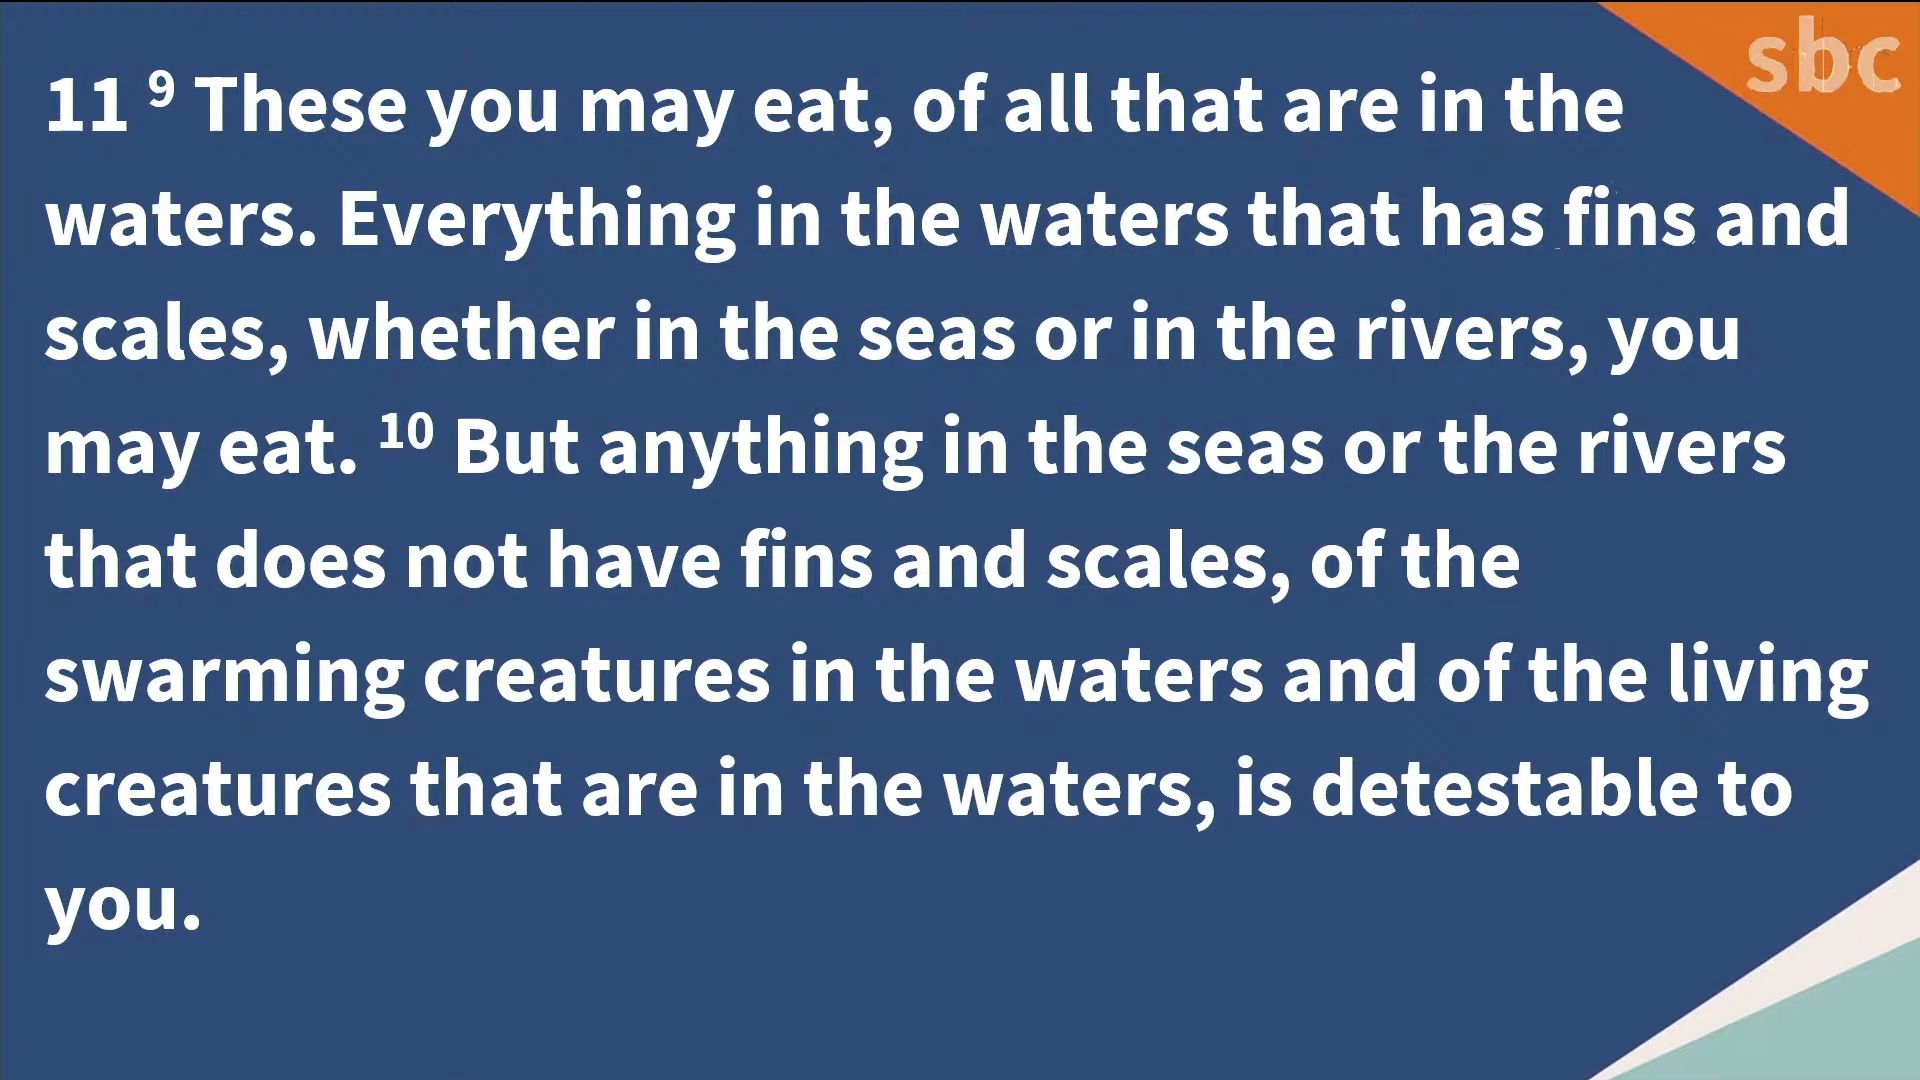 sbc
11 9 These you may eat, of all that are in the
waters. Everything in the waters that has fins and
scales, whether in the seas or in the rivers, you
may eat. 10 But anything in the seas or the rivers
that does not have fins and scales, of the
swarming creatures in the waters and of the living
creatures that are in the waters, is detestable to
you.